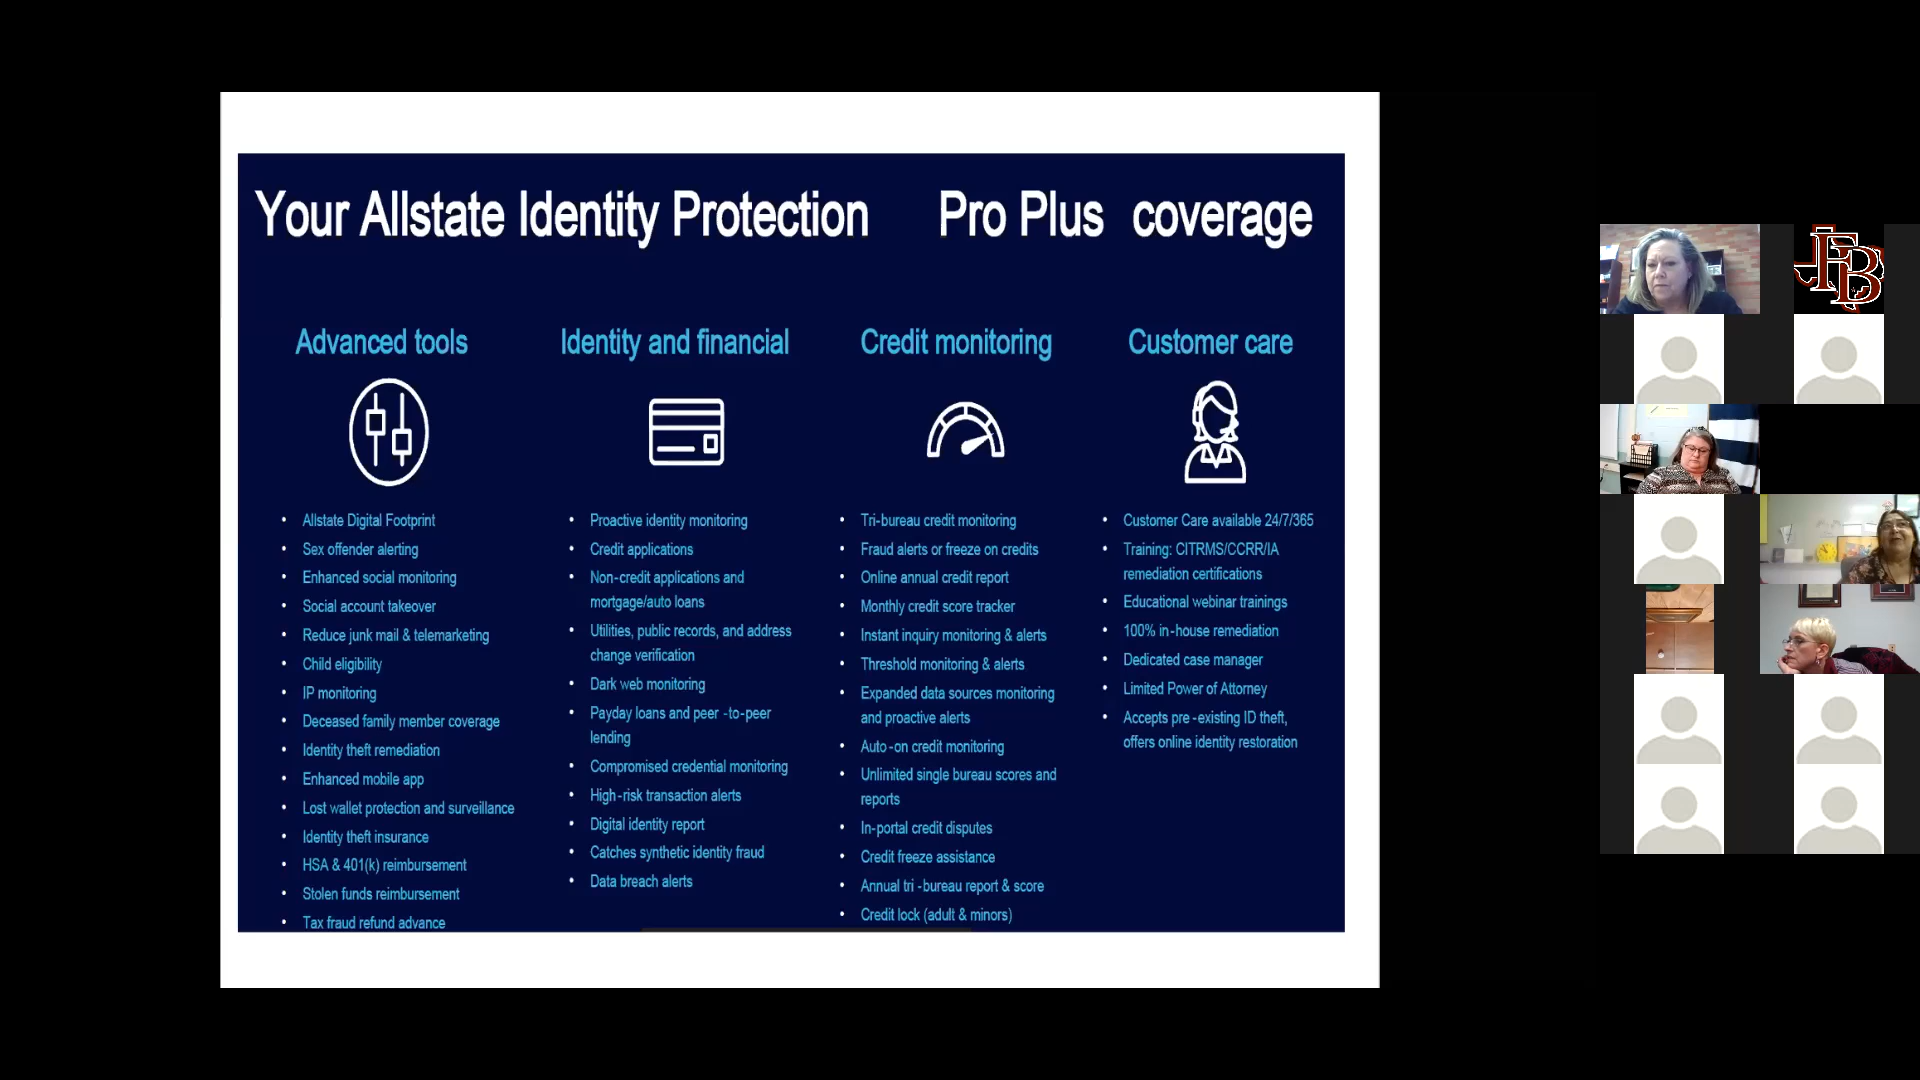 Your Allstate Identity Protection Pro Plus coverage
Advanced tools
Allstate Digital Footprint
Sex offender alerting
Enhanced social monitoring
Social account takeover
Reduce junk mail & telemarketing
Child eligibility
IP monitoring
Deceased family member coverage
Identity theft remediation
Enhanced mobile app
Lost wallet protection and surveillance
Identity theft insurance
HSA & 401(k) reimbursement
Stolen funds reimbursement
Tax fraud refund advance
Identity and financial
Proactive identity monitoring
Credit applications
Non-credit applications and
mortgage/auto loans
Utilities, public records, and address
change verification
Dark web monitoring
Payday loans and peer -to-peer
lending
Compromised credential monitoring
High-risk transaction alerts
Digital identity report
Catches synthetic identity fraud
Data breach alerts
Credit monitoring
Tri-bureau credit monitoring
Fraud alerts or freeze on credits
Online annual credit report
Monthly credit score tracker
Instant inquiry monitoring & alerts
Threshold monitoring & alerts
Expanded data sources monitoring
and proactive alerts
Auto-on credit monitoring
Unlimited single bureau scores and
reports
In-portal credit disputes
Credit freeze assistance
Annual tri -bureau report & score
Credit lock (adult & minors)
Customer care
Customer Care available 24/7/365
Training: CITRMS/CCRR/IA
remediation certifications
Educational webinar trainings
100% in-house remediation
Dedicated case manager
Limited Power of Attorney
Accepts pre -existing ID theft,
offers online identity restoration
FB